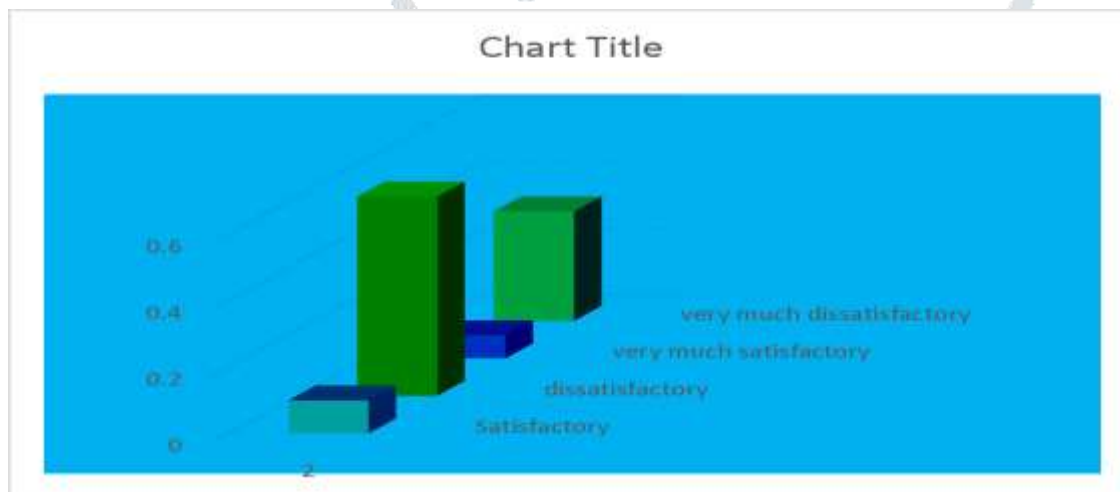 Chart Title
0.6
0.4
0.2
0
2
very much dissatisfactory
very much satisfactory
dissatisfactory
Satisfactory